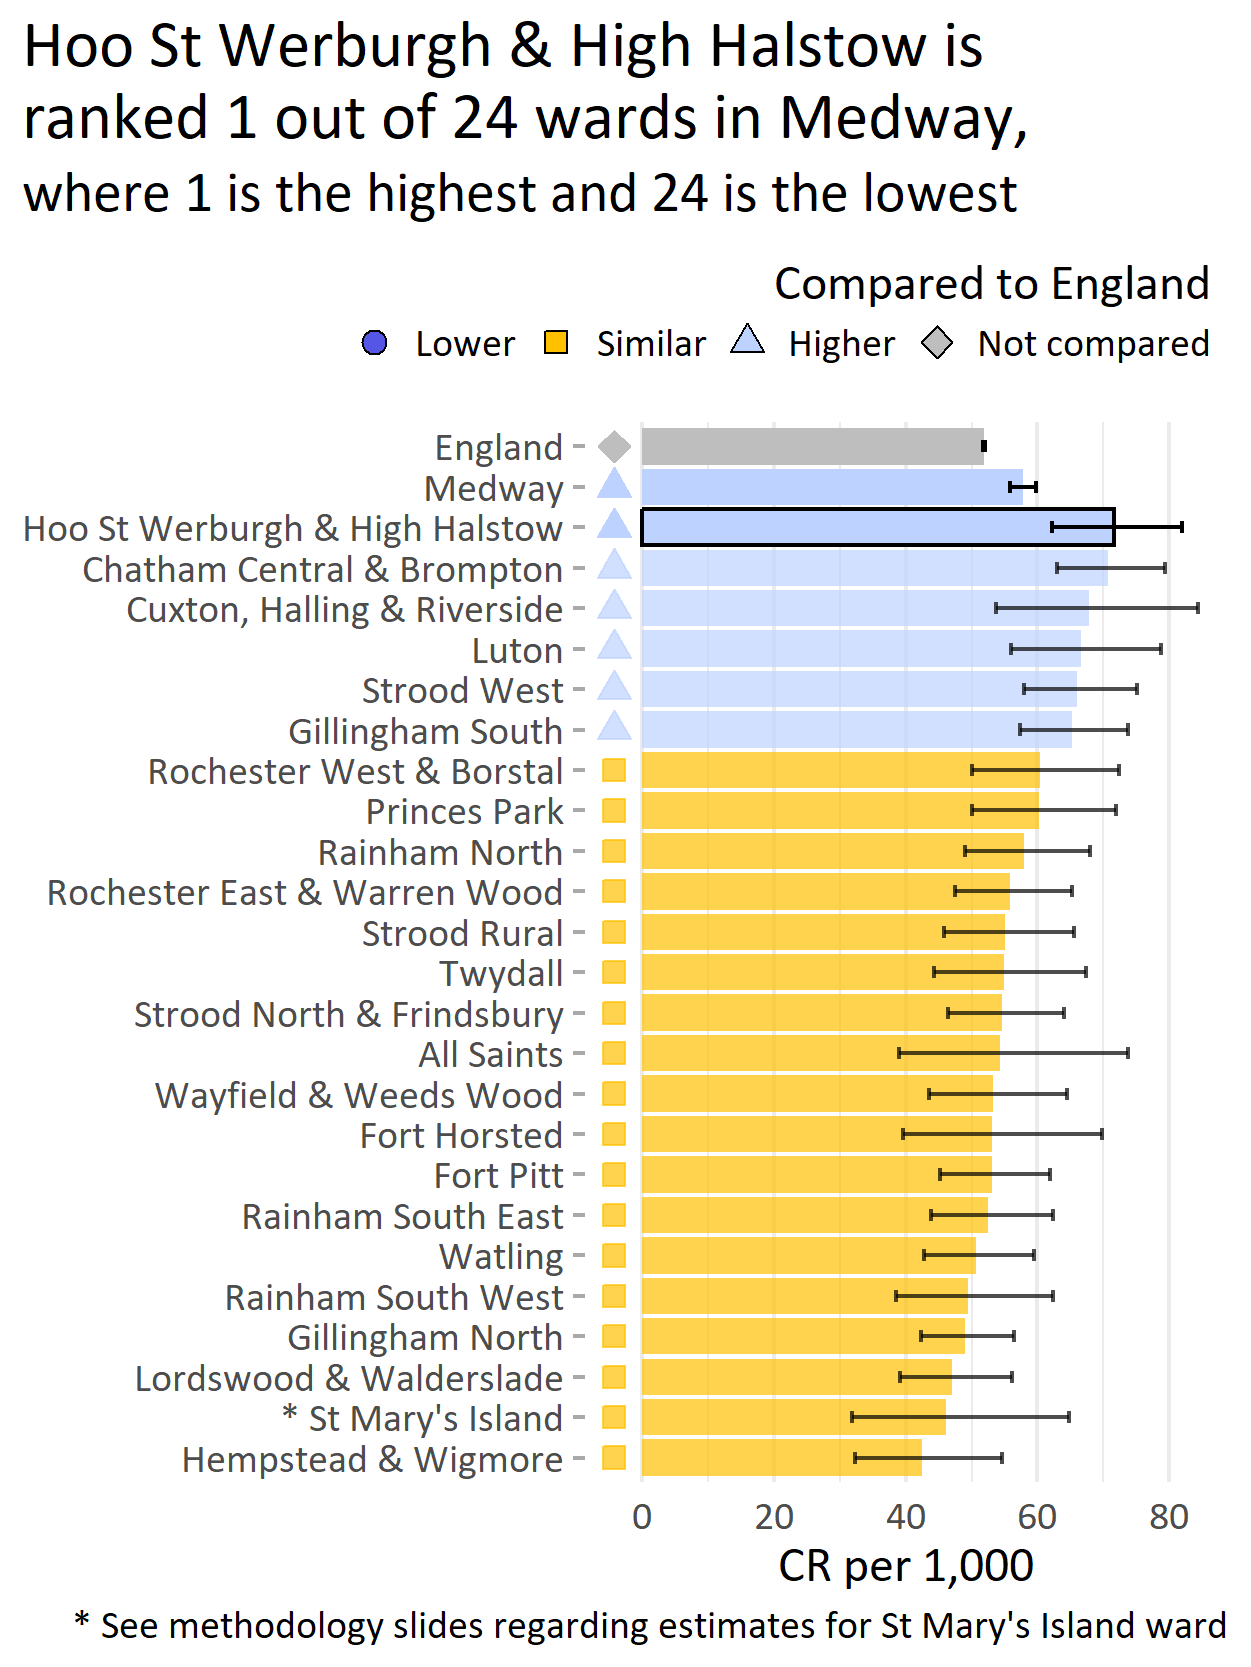 Hoo St Werburgh & High Halstow is
ranked 1 out of 24 wards in Medway,
where 1 is the highest and 24 is the lowest
Compared to England
Lower Similar Higher Not compared
England
Medway
Hoo St Werburgh & High Halstow
Chatham Central & Brompton
Cuxton, Halling & Riverside
Luton
Strood West
Gillingham South
Rochester West & Borstal
Princes Park
Rainham North
Rochester East & Warren Wood
Strood Rural
Twydall
Strood North & Frindsbury
All Saints
Wayfield & Weeds Wood
Fort Horsted
Fort Pitt
Rainham South East
Watling
Rainham South West
Gillingham North
Lordswood & Walderslade
* St Mary's Island
Hempstead & Wigmore
0 20 40 60 80
CR per 1,000
* See methodology slides regarding estimates for St Mary's Island ward